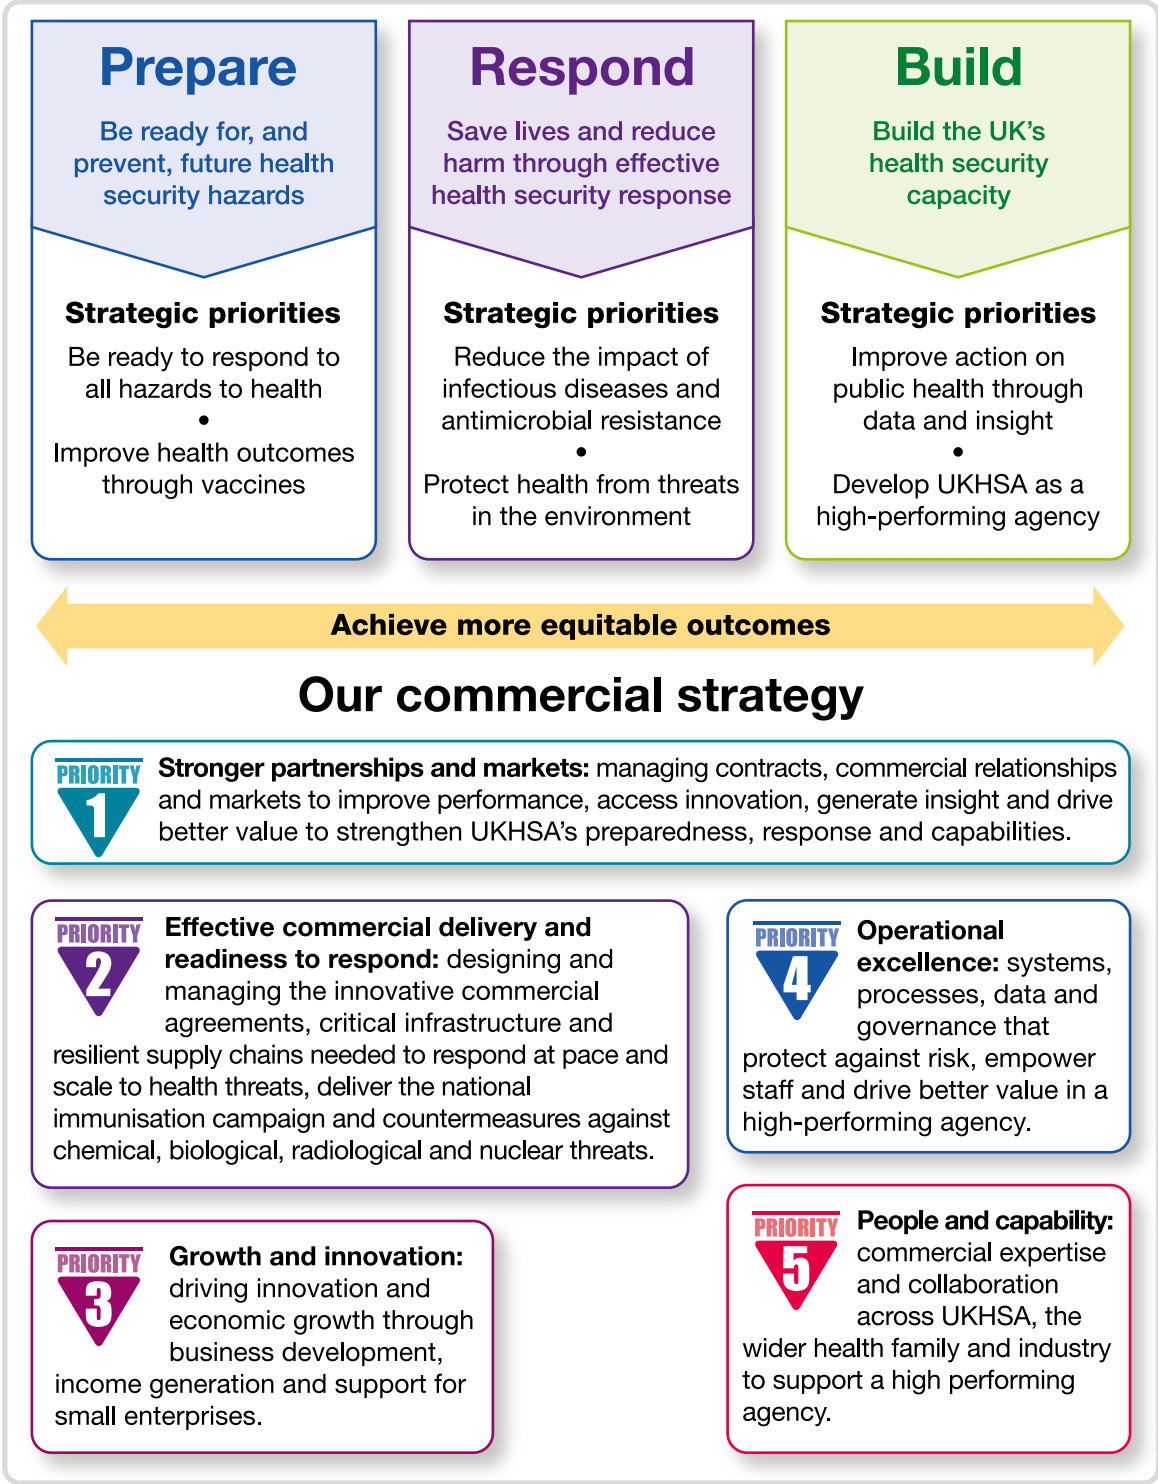 Prepare
Be ready for, and
prevent, future health
security hazards
Strategic priorities
Be ready to respond to
all hazards to health
•
Improve health outcomes
through vaccines
Respond
Save lives and reduce
harm through effective
health security response
Strategic priorities
Reduce the impact of
infectious diseases and
antimicrobial resistance
•
Protect health from threats
in the environment
Build
Build the UK’s
health security
capacity
Strategic priorities
Improve action on
public health through
data and insight
•
Develop UKHSA as a
high-performing agency
Achieve more equitable outcomes
Our commercial strategy
PRIORITY
1
Stronger partnerships and markets: managing contracts, commercial relationships
and markets to improve performance, access innovation, generate insight and drive
better value to strengthen UKHSA’s preparedness, response and capabilities.
PRIORITY
2
Effective commercial delivery and
readiness to respond: designing and
managing the innovative commercial
agreements, critical infrastructure and
resilient supply chains needed to respond at pace and
scale to health threats, deliver the national
immunisation campaign and countermeasures against
chemical, biological, radiological and nuclear threats.
PRIORITY
3
Growth and innovation:
driving innovation and
economic growth through
business development,
income generation and support for
small enterprises.
PRIORITY
4
Operational
excellence: systems,
processes, data and
governance that
protect against risk, empower
staff and drive better value in a
high-performing agency.
PRIORITY
5
People and capability:
commercial expertise
and collaboration
across UKHSA, the
wider health family and industry
to support a high performing
agency.